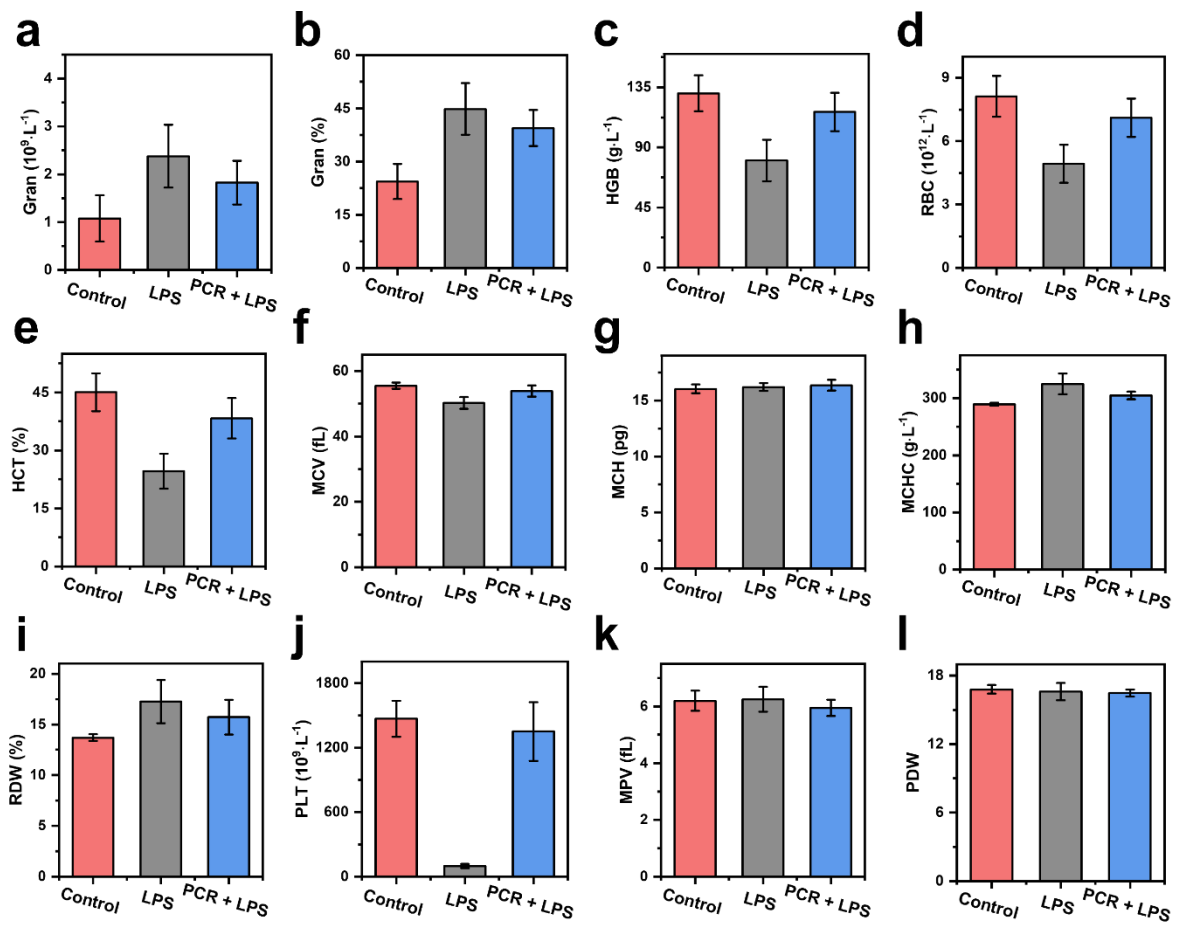 a
Gran (10⁹·L⁻¹)
4
3
2
1
0
Control
LPS
PCR + LPS
b
Gran (%)
60
45
30
15
0
Control
LPS
PCR + LPS
c
HGB (g·L⁻¹)
135
90
45
0
Control
LPS
PCR + LPS
d
RBC (10¹²·L⁻¹)
9
6
3
0
Control
LPS
PCR + LPS
e
HCT (%)
45
30
15
0
Control
LPS
PCR + LPS
f
MCV (fL)
60
40
20
0
Control
LPS
PCR + LPS
g
MCH (pg)
15
10
5
0
Control
LPS
PCR + LPS
h
MCHC (g·L⁻¹)
300
200
100
0
Control
LPS
PCR + LPS
i
RDW (%)
20
15
10
5
0
Control
LPS
PCR + LPS
j
PLT (10⁹·L⁻¹)
1800
1200
600
0
Control
LPS
PCR + LPS
k
MPV (fL)
6
4
2
0
Control
LPS
PCR + LPS
l
PDW
18
12
6
0
Control
LPS
PCR + LPS